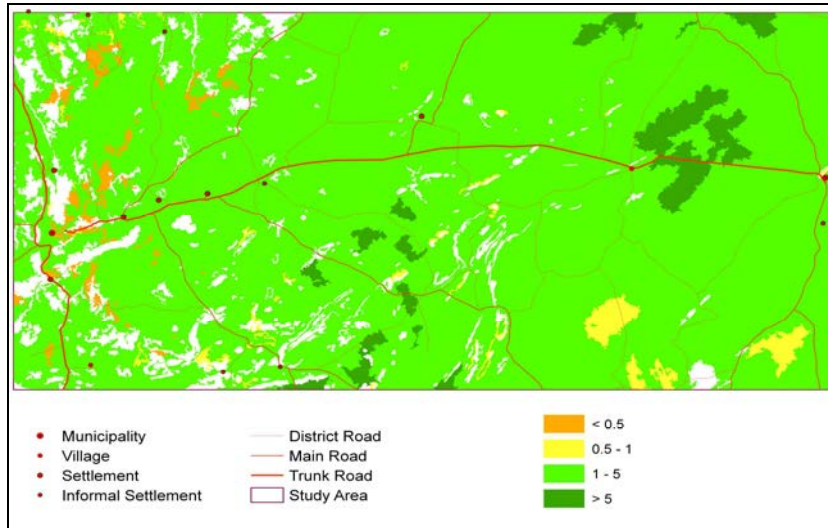 Municipality
Village
Settlement
Informal Settlement
District Road
Main Road
Trunk Road
Study Area
< 0.5
0.5 - 1
1 - 5
> 5